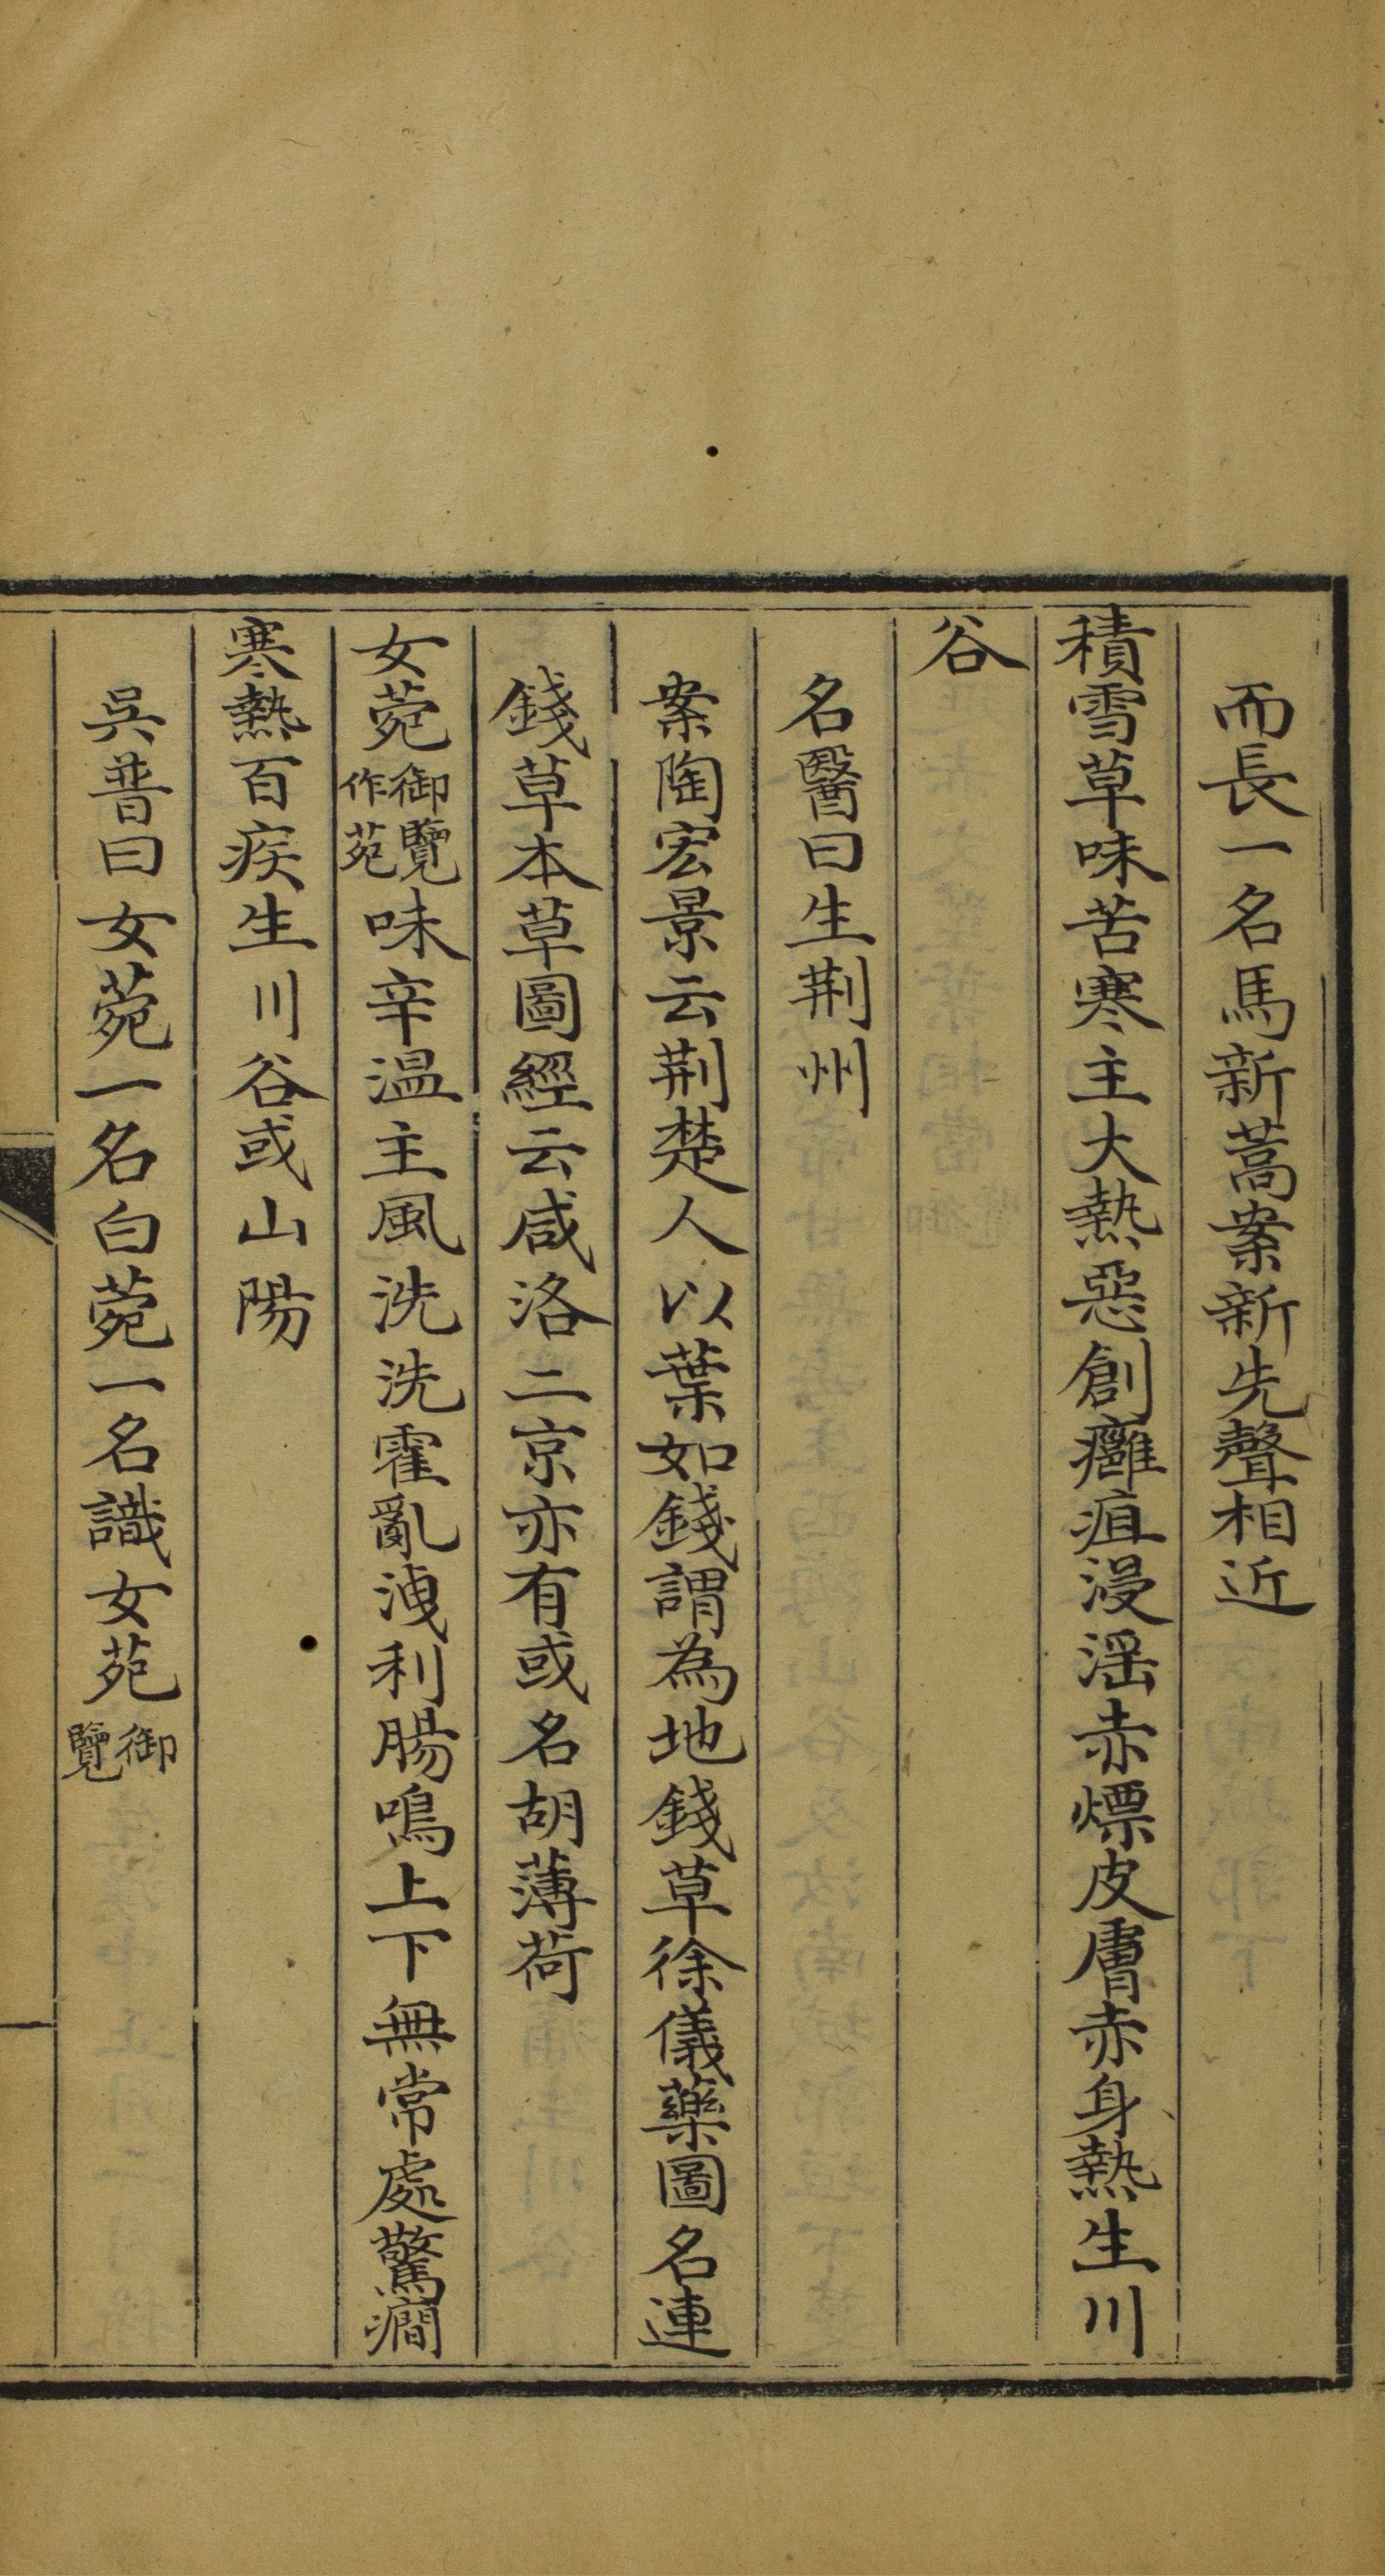 而長一名馬新蒿案新先聲相近
積雪草味苦寒主大熱惡創癰疽浸淫赤熛皮膚赤身熱生川
谷
名醫曰生荆州
案陶宏景云荆楚人以葉如錢謂為地錢草徐儀藥圖名連
錢草本草圖經云咸洛二京亦有或名胡薄荷
女菀御覽作苑味辛温主風洗洗霍亂洩利腸鳴上下無常處驚癇
寒熱百疾生川谷或山陽
吳普曰女菀一名白菀一名識女苑御覽